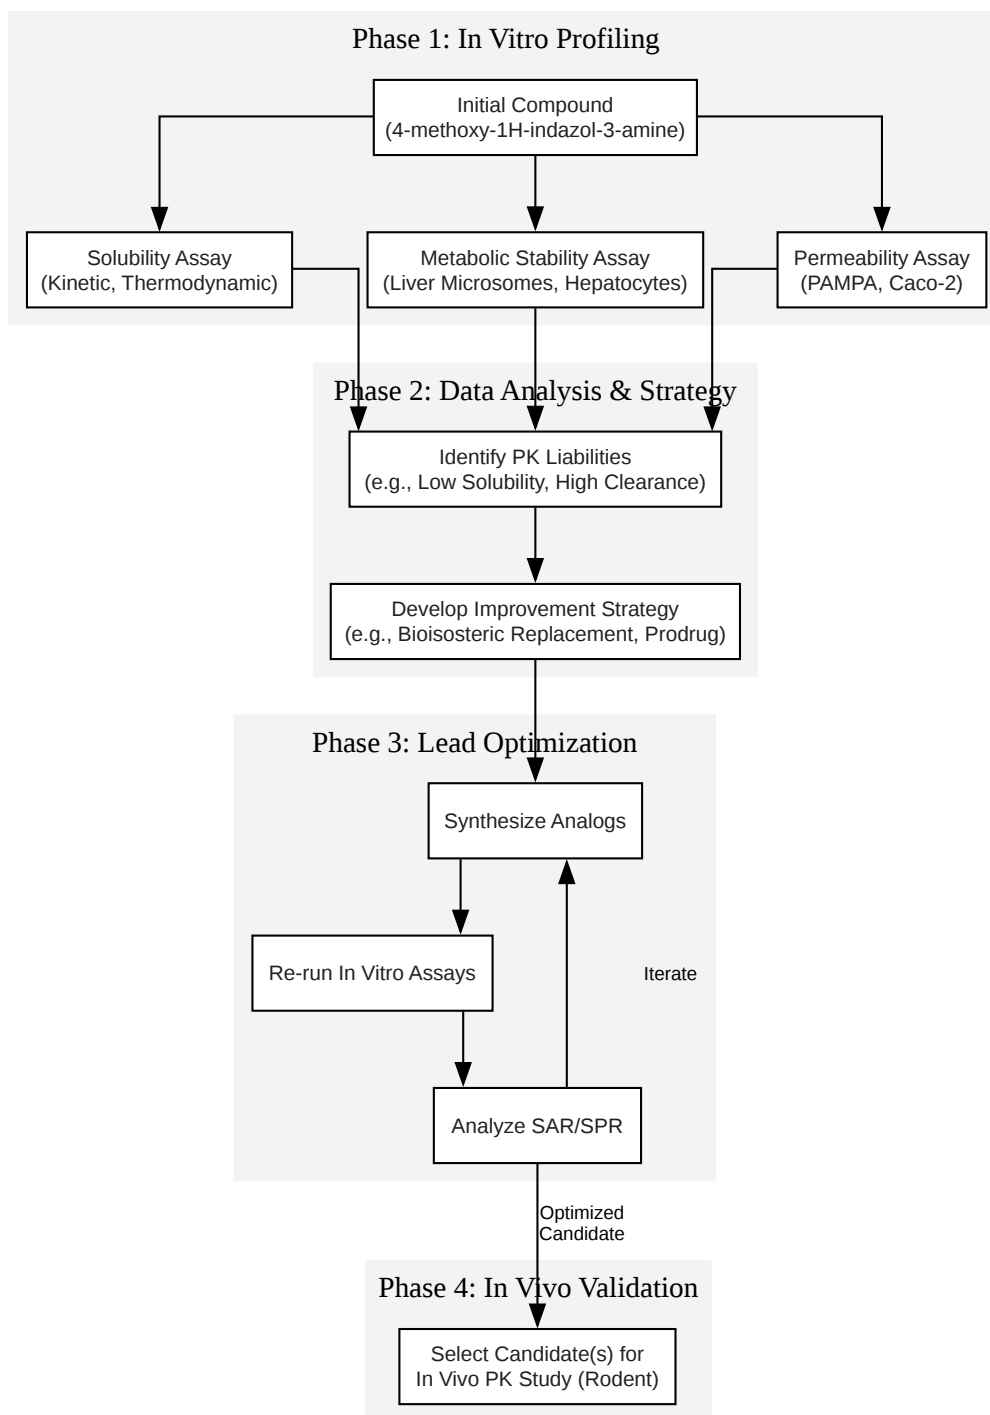 Phase 1: In Vitro Profiling
Initial Compound
(4-methoxy-1H-indazol-3-amine)
Solubility Assay
(Kinetic, Thermodynamic)
Metabolic Stability Assay
(Liver Microsomes, Hepatocytes)
Permeability Assay
(PAMPA, Caco-2)
Phase 2: Data Analysis & Strategy
Identify PK Liabilities
(e.g., Low Solubility, High Clearance)
Develop Improvement Strategy
(e.g., Bioisosteric Replacement, Prodrug)
Phase 3: Lead Optimization
Synthesize Analogs
Re-run In Vitro Assays
Iterate
Analyze SAR/SPR
Optimized
Candidate
Phase 4: In Vivo Validation
Select Candidate(s) for
In Vivo PK Study (Rodent)